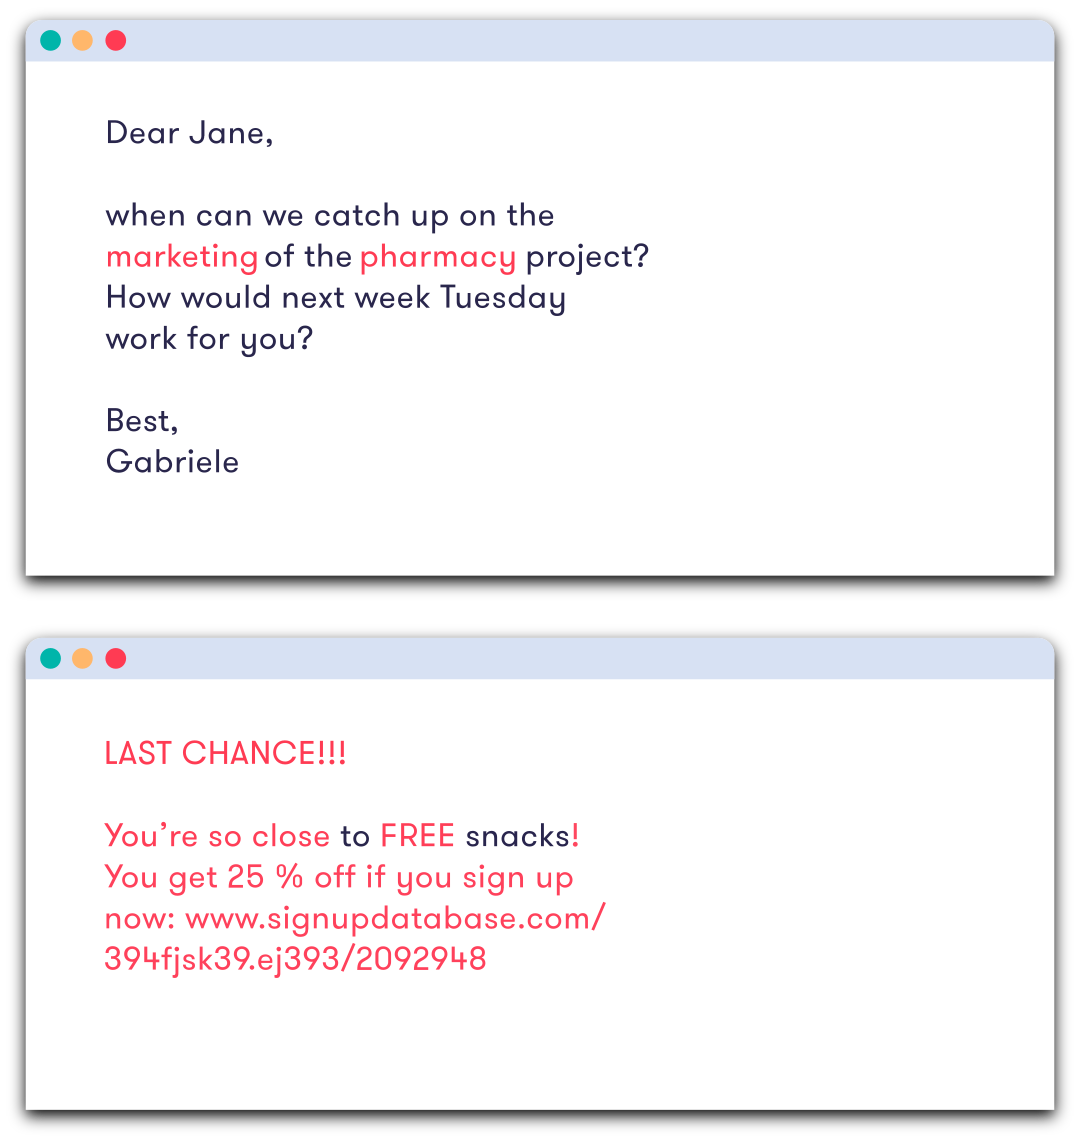 Dear Jane,
when can we catch up on the
marketing of the pharmacy project?
How would next week Tuesday
work for you?
Best,
Gabriele
LAST CHANCE!!!
You’re so close to FREE snacks!
You get 25 % off if you sign up
now: www.signupdatabase.com/
394fjsk39.ej393/2092948